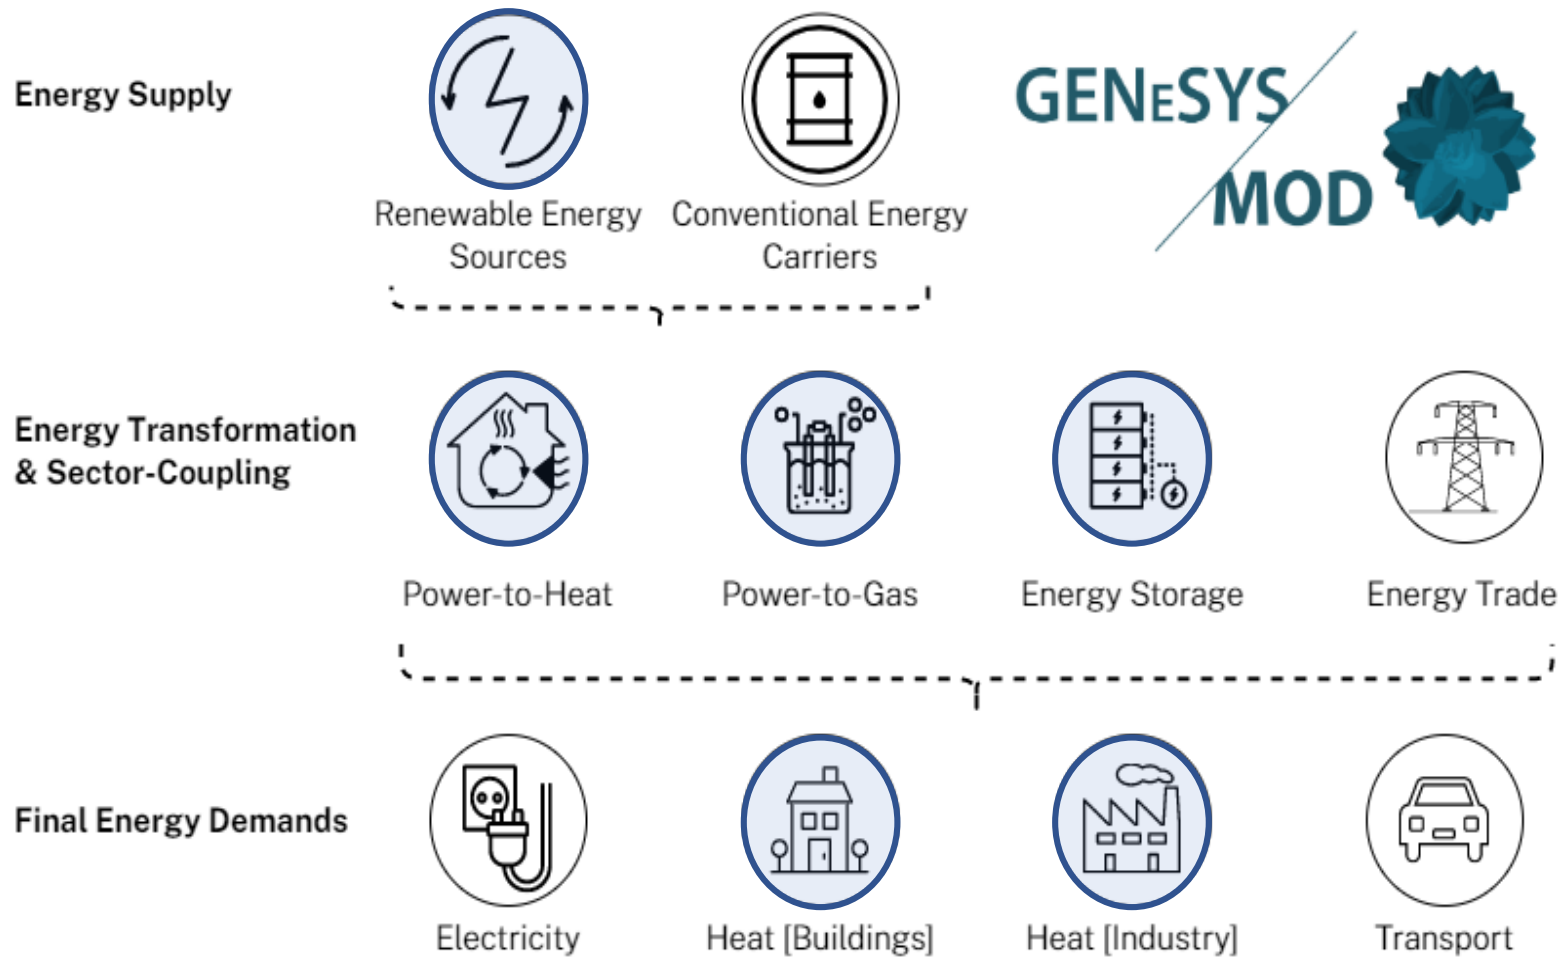 Energy Supply
GENeSYS
MOD
Renewable Energy
Sources
Conventional Energy
Carriers
Energy Transformation
& Sector-Coupling
Power-to-Heat
Power-to-Gas
Energy Storage
Energy Trade
Final Energy Demands
Electricity
Heat [Buildings]
Heat [Industry]
Transport